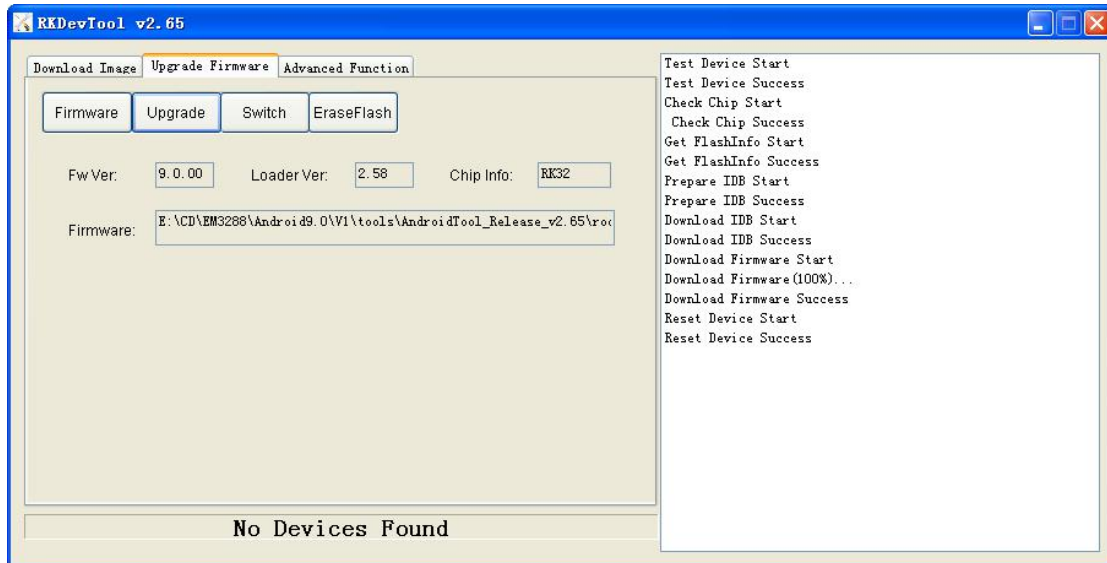 RKDevTool v2.65
Download Image Upgrade Firmware Advanced Function
Firmware Upgrade Switch EraseFlash
Fw Ver: 9.0.00 Loader Ver: 2.58 Chip Info: RK32
Firmware: E:\CD\EM3288\Android9.0\V1\tools\AndroidTool_Release_v2.65\roc
No Devices Found
Test Device Start
Test Device Success
Check Chip Start
Check Chip Success
Get FlashInfo Start
Get FlashInfo Success
Prepare IDB Start
Prepare IDB Success
Download IDB Start
Download IDB Success
Download Firmware Start
Download Firmware(100%)...
Download Firmware Success
Reset Device Start
Reset Device Success